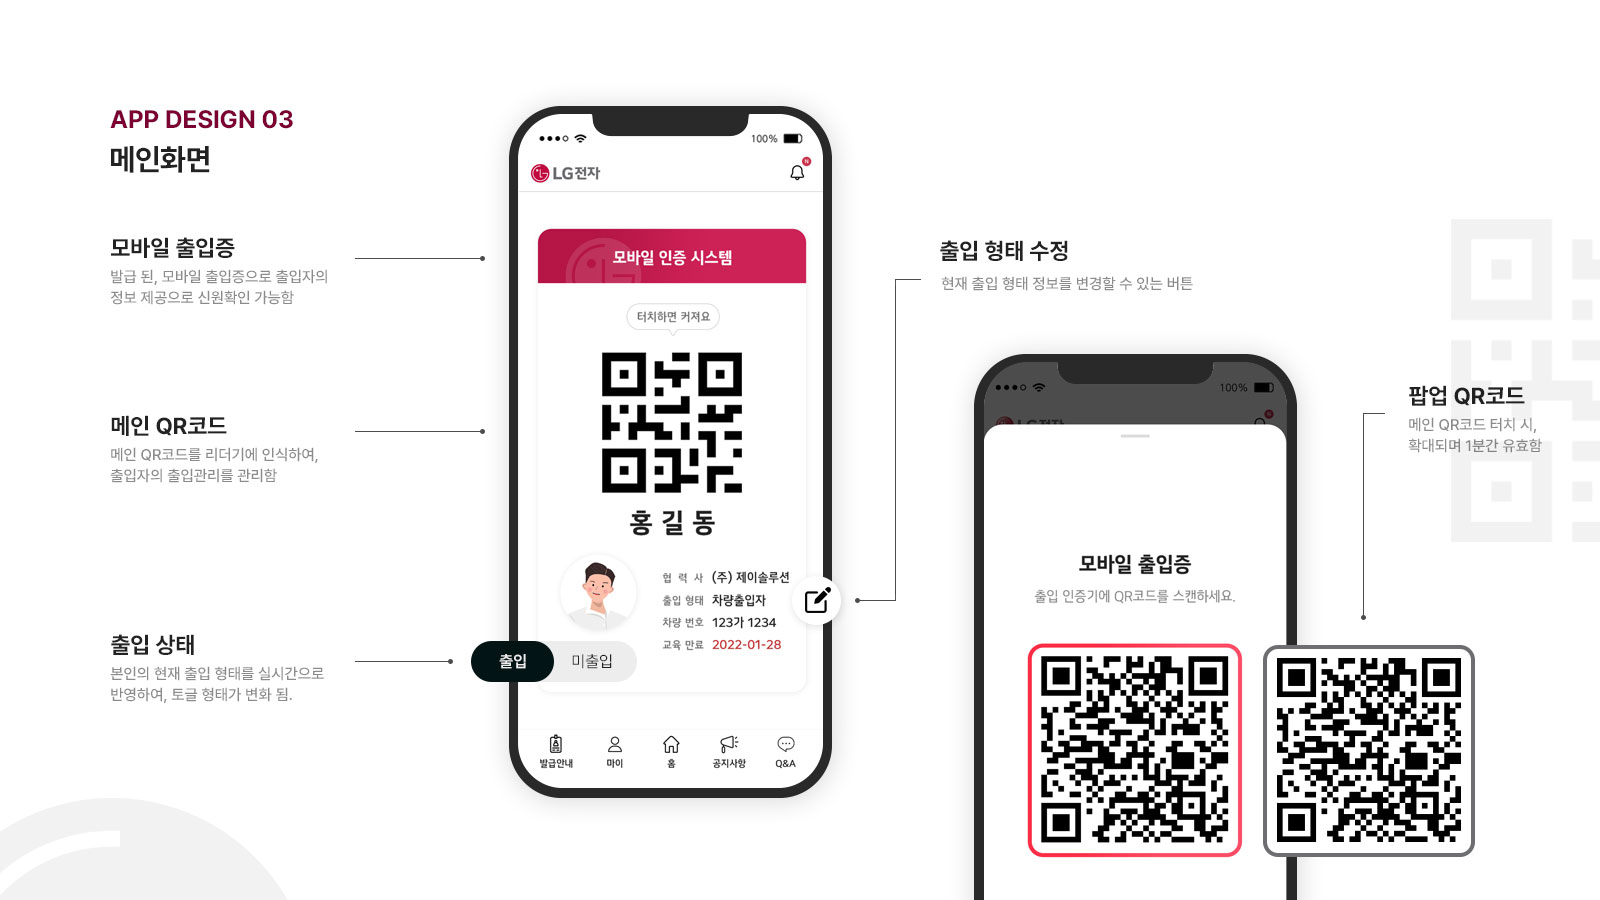 APP DESIGN 03
메인화면
모바일 출입증
발급 된, 모바일 출입증으로 출입자의
정보 제공으로 신원확인 가능함
메인 QR코드
메인 QR코드를 리더기에 인식하여,
출입자의 출입관리를 관리함
출입 상태
본인의 현재 출입 형태를 실시간으로
반영하여, 토글 형태가 변화 됨.
100%
LG전자
N
모바일 인증 시스템
터치하면 커져요
홍길동
협 력 사 (주) 제이솔루션
출입 형태 차량출입자
차량 번호 123가 1234
교육 만료 2022-01-28
출입 미출입
발급안내 마이 홈 공지사항 Q&A
출입 형태 수정
현재 출입 형태 정보를 변경할 수 있는 버튼
100%
LG전자
N
모바일 출입증
출입 인증기에 QR코드를 스캔하세요.
팝업 QR코드
메인 QR코드 터치 시,
확대되며 1분간 유효함